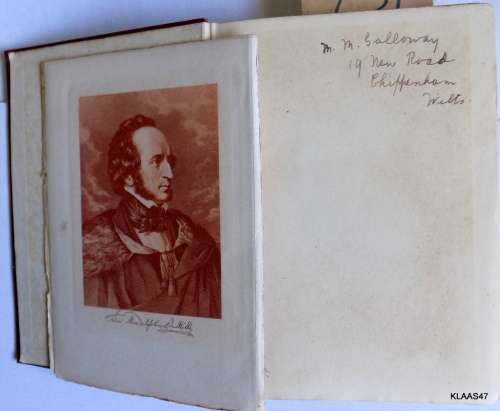 M. M. Galloway
19 New Road
Chippenham
Wilts
KLAAS47